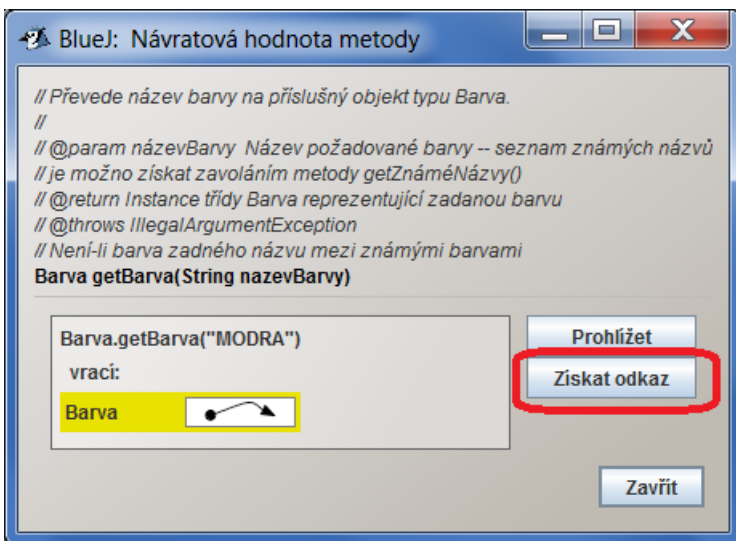 BlueJ: Návratová hodnota metody
// Převede název barvy na příslušný objekt typu Barva.
//
// @param názevBarvy Název požadované barvy -- seznam známých názvů
// je možno získat zavoláním metody getZnáméNázvy()
// @return Instance třídy Barva reprezentující zadanou barvu
// @throws IllegalArgumentException
// Není-li barva zadného názvu mezi známými barvami
Barva getBarva(String nazevBarvy)
Barva.getBarva("MODRA")
vrací:
Barva
Prohlížet
Získat odkaz
Zavřít